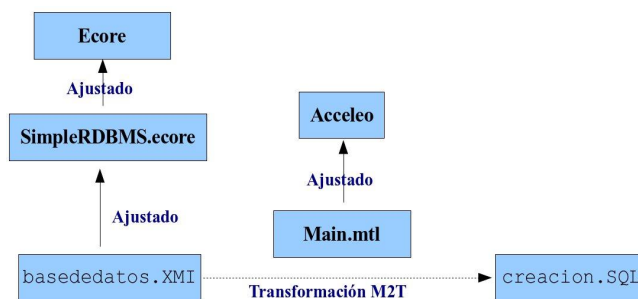 Ecore
Ajustado
SimpleRDBMS.ecore
Acceleo
Ajustado
Ajustado
Main.mtl
basededatos.XMI
Transformación M2T
creacion.SQL